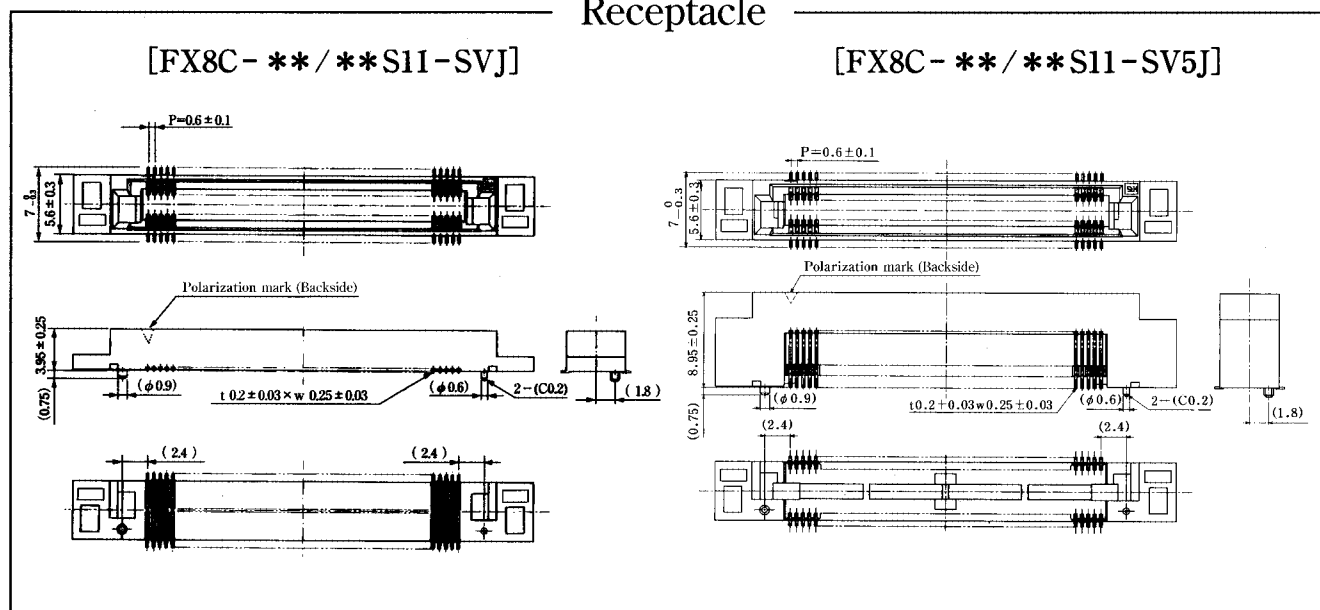 Receptacle
[FX8C-**/**S1I-SVJ]
P=0.6±0.1
7 0 -0.3
5.6±0.3
Polarization mark (Backside)
3.95±0.25
(0.75)
(φ0.9)
t 0.2±0.03×w 0.25±0.03
(φ0.6)
2-(C0.2)
(1.8)
(2.4)
(2.4)
[FX8C-**/**S11-SV5J]
P=0.6±0.1
7 0 -0.3
5.6±0.3
Polarization mark (Backside)
8.95±0.25
(0.75)
(φ0.9)
t0.2+0.03w0.25±0.03
(φ0.6)
2-(C0.2)
(1.8)
(2.4)
(2.4)